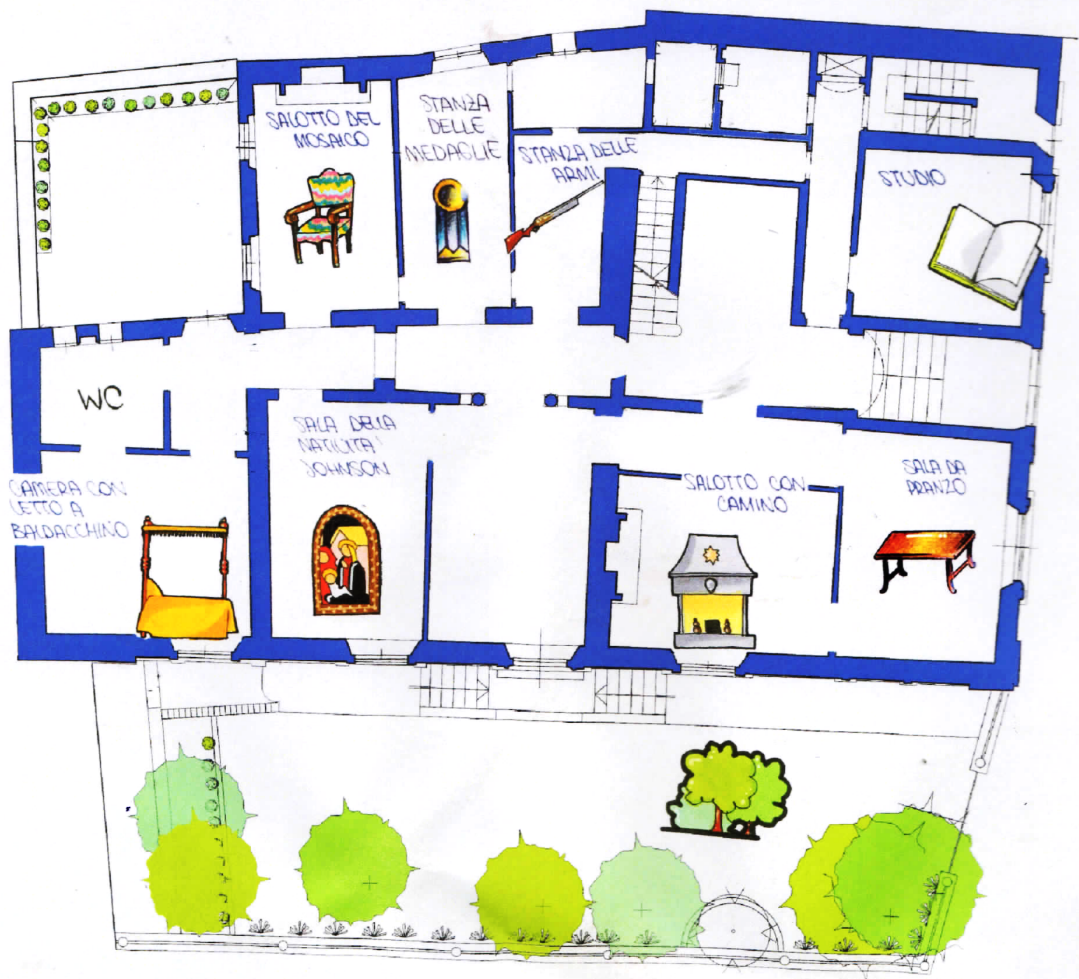 SALOTTO DEL
MOSAICO
STANZA
DELLE
MEDAGLIE
STANZA DELLE
ARMI
STUDIO
WC
SALA DELLA
NATIVITA'
JOHNSON
CAMERA CON
LETTO A
BALDACCHINO
SALOTTO CON
CAMINO
SALA DA
PRANZO